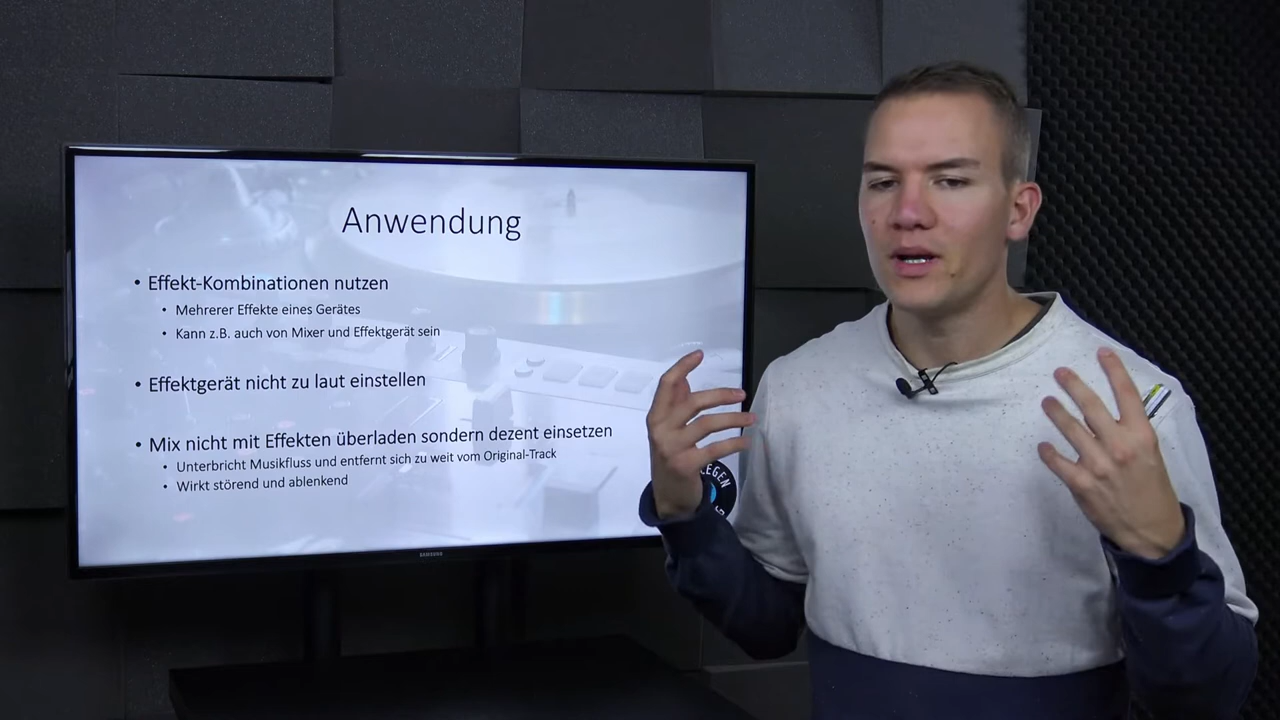 Anwendung
• Effekt-Kombinationen nutzen
• Mehrerer Effekte eines Gerätes
• Kann z.B. auch von Mixer und Effektgerät sein
• Effektgerät nicht zu laut einstellen
• Mix nicht mit Effekten überladen sondern dezent einsetzen
• Unterbricht Musikfluss und entfernt sich zu weit vom Original-Track
• Wirkt störend und ablenkend
SAMSUNG